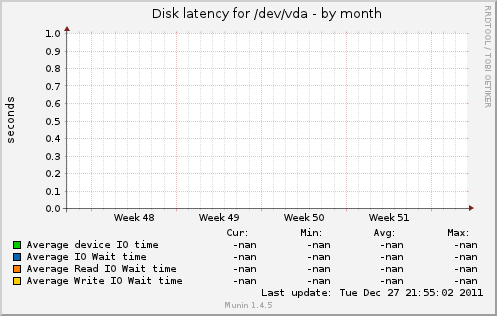 Disk latency for /dev/vda - by month
RRDTOOL / TOBI OETIKER
seconds
1.0
0.9
0.8
0.7
0.6
0.5
0.4
0.3
0.2
0.1
0.0
Week 48 Week 49 Week 50 Week 51
Cur: Min: Avg: Max:
Average device IO time -nan -nan -nan -nan
Average IO Wait time -nan -nan -nan -nan
Average Read IO Wait time -nan -nan -nan -nan
Average Write IO Wait time -nan -nan -nan -nan
Last update: Tue Dec 27 21:55:02 2011
Munin 1.4.5